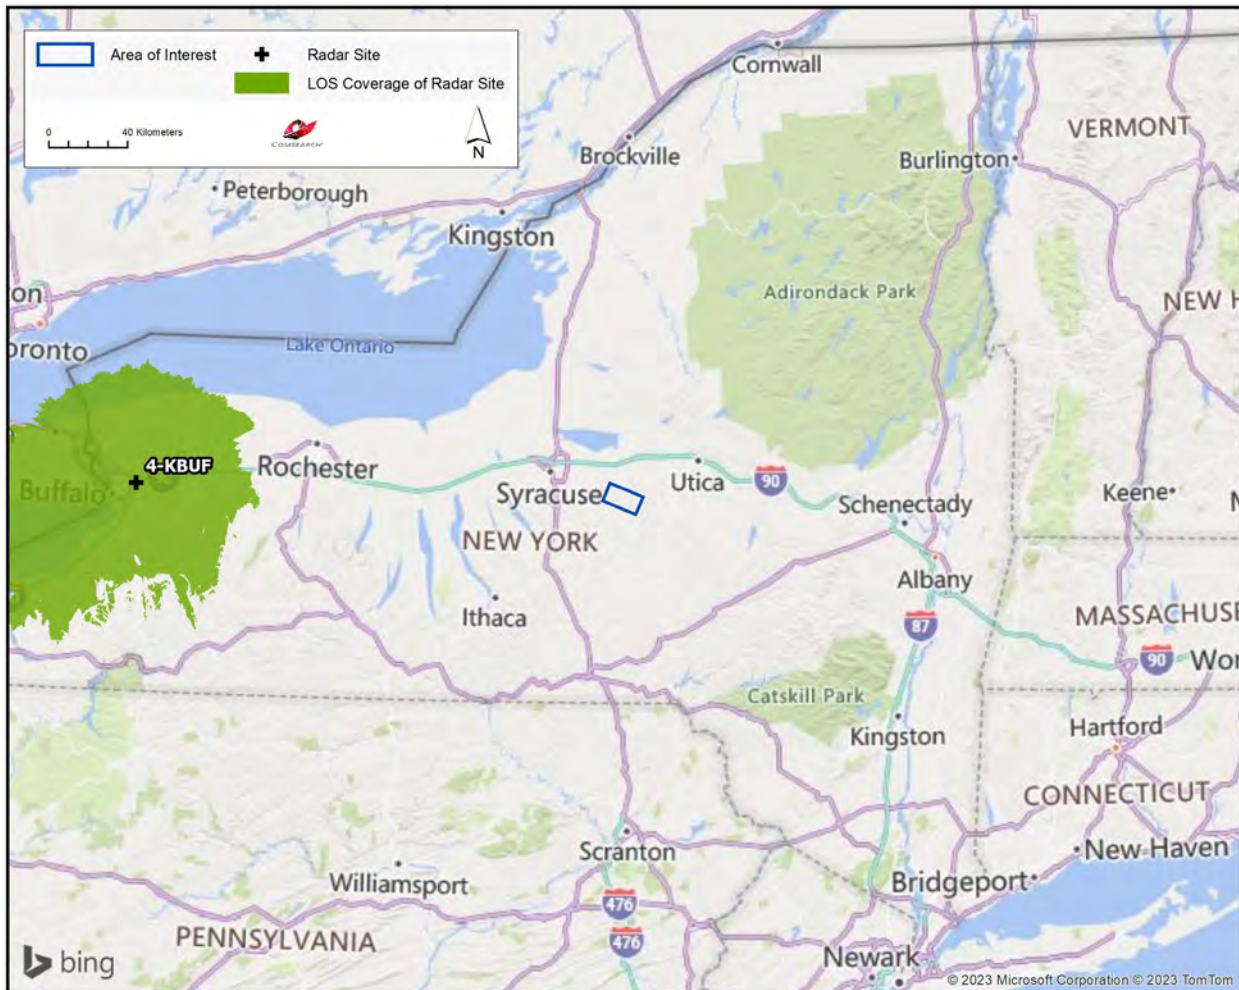 Area of Interest
Radar Site
LOS Coverage of Radar Site
0
40 Kilometers
COMSEARCH
N
Cornwall
VERMONT
Brockville
Burlington
Peterborough
Kingston
on
Adirondack Park
NEW H
oronto
Lake Ontario
4-KBUF
Buffalo
Rochester
Syracuse
Utica
90
Schenectady
Keene
NEW YORK
Albany
Ithaca
87
MASSACHUSE
90
Wor
Catskill Park
Kingston
Hartford
CONNECTICUT
Scranton
New Haven
Williamsport
Bridgeport
476
476
PENNSYLVANIA
Newark
bing
© 2023 Microsoft Corporation © 2023 TomTom